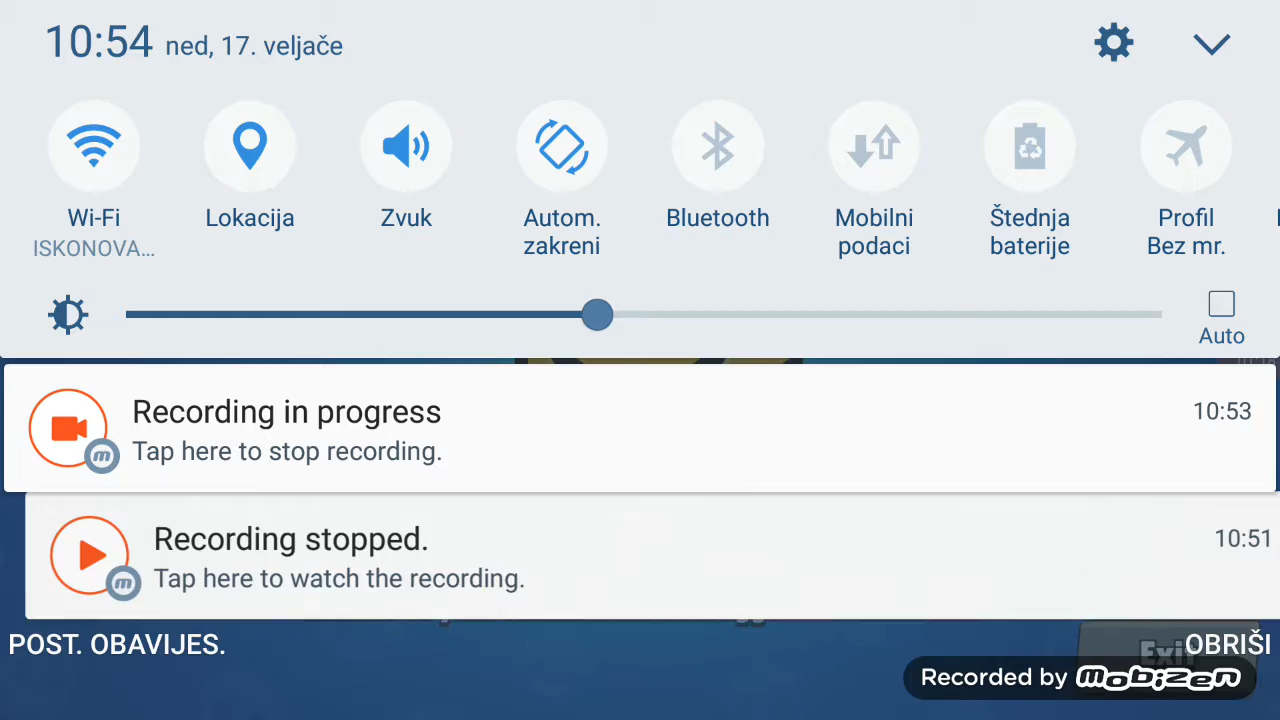 10:54 ned, 17. veljače
Wi-Fi
ISKONOVA...
Lokacija
Zvuk
Autom.
zakreni
Bluetooth
Mobilni
podaci
Štednja
baterije
Profil
Bez mr.
Auto
Recording in progress 10:53
Tap here to stop recording.
Recording stopped. 10:51
Tap here to watch the recording.
POST. OBAVIJES. OBRIŠI
Exit
Recorded by mobizen